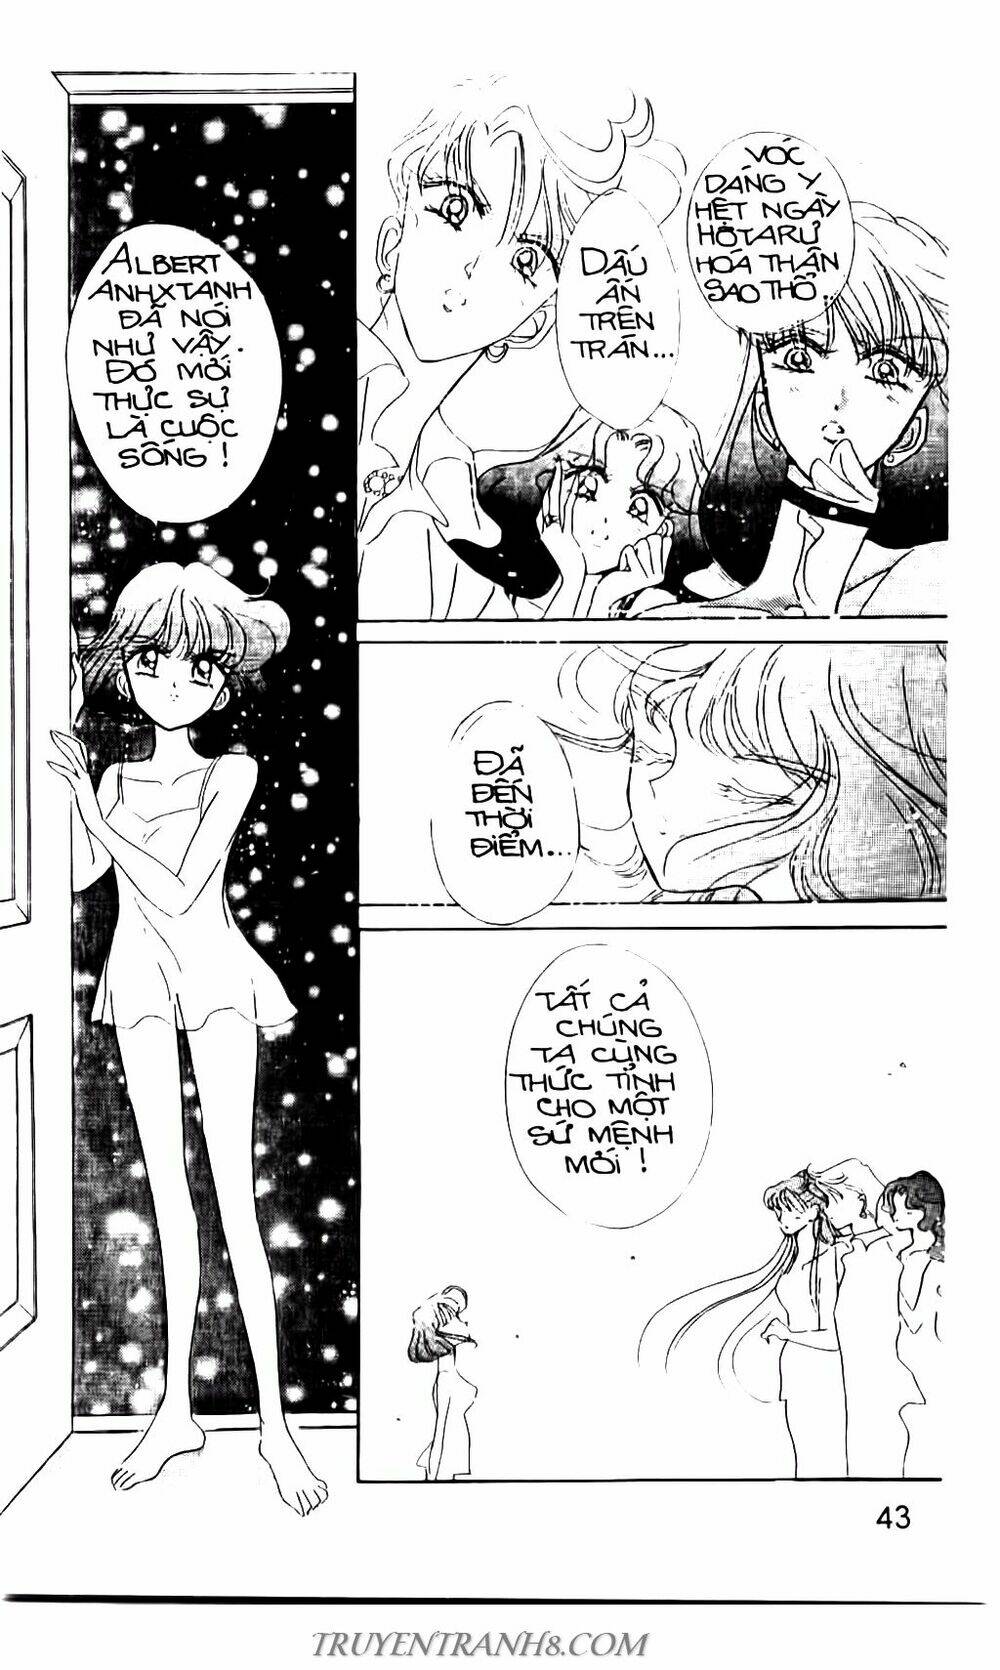 ALBERT
ANHXTANH
ĐÃ NÓI
NHƯ VẬY.
ĐÓ MỚI
THỰC SỰ
LÀ CUỘC
SỐNG !
DẤU
ẤN
TRÊN
TRÁN...
VÓC
DÁNG Y
HỆT NGÀY
HÔTARƯ
HÓA THÂN
SAO THỔ..
ĐÃ
ĐẾN
THỜI
ĐIỂM...
TẤT CẢ
CHÚNG
TA CÙNG
THỨC TỈNH
CHO MỘT
SỨ MỆNH
MỚI !
43
TRUYENTRANH8.COM